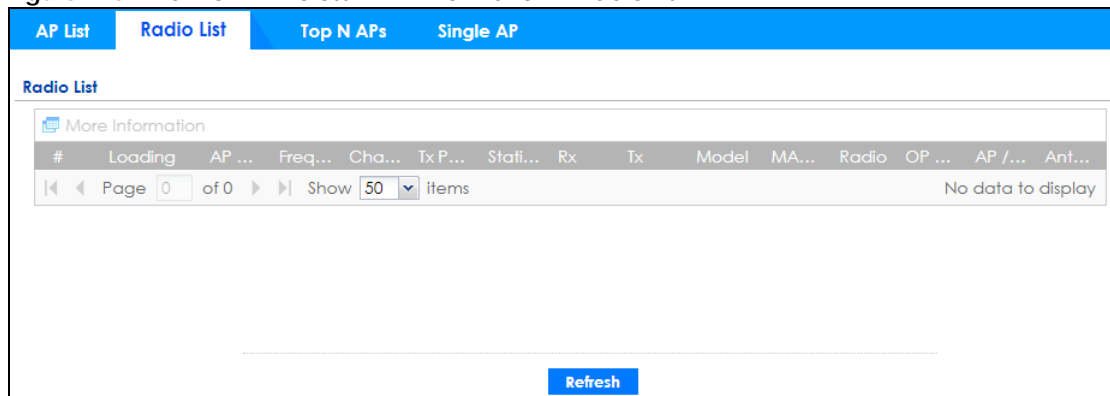 AP List Radio List Top N APs Single AP
Radio List
More Information
# Loading AP ... Freq... Cha... Tx P... Stati... Rx Tx Model MA... Radio OP ... AP /... Ant...
Page 0 of 0 Show 50 items No data to display
Refresh